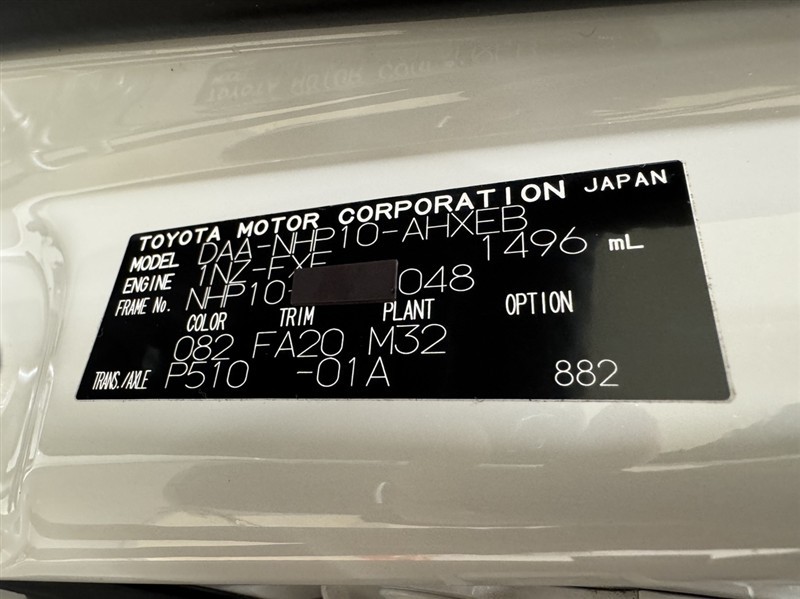 TOYOTA MOTOR CORPORATION JAPAN
MODEL DAA-NHP10-AHXEB
ENGINE 1NZ-FXE 1496 mL
FRAME No. NHP10- 048
COLOR TRIM PLANT OPTION
082 FA20 M32
TRANS./AXLE P510 -01A 882